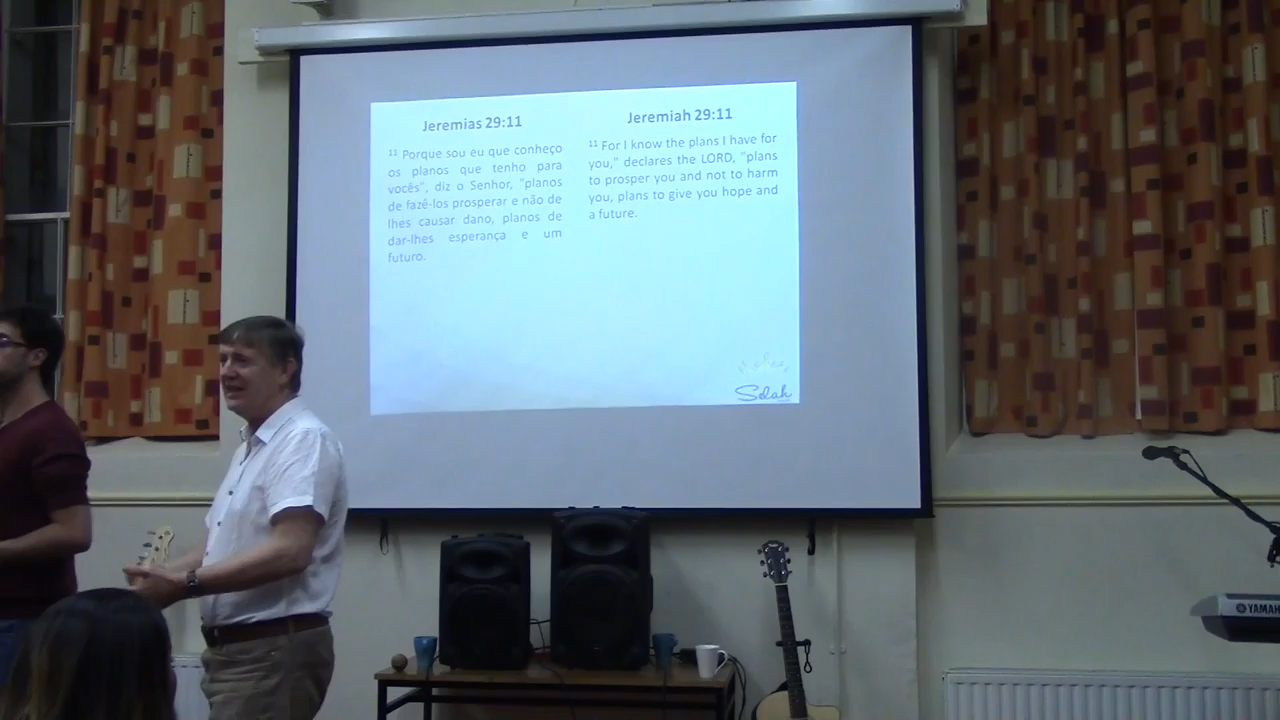 Jeremias 29:11
11 Porque sou eu que conheço
os planos que tenho para
vocês", diz o Senhor, "planos
de fazê-los prosperar e não de
lhes causar dano, planos de
dar-lhes esperança e um
futuro.
Jeremiah 29:11
11 For I know the plans I have for
you," declares the LORD, "plans
to prosper you and not to harm
you, plans to give you hope and
a future.
Selah
YAMAH